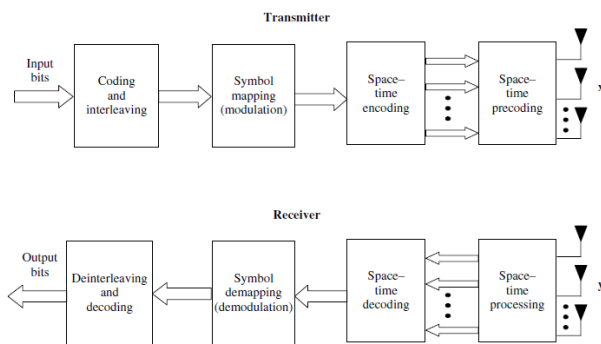 Transmitter
Input
bits
Coding
and
interleaving
Symbol
mapping
(modulation)
Space–
time
encoding
Space–
time
precoding
x
Receiver
Output
bits
Deinterleaving
and
decoding
Symbol
demapping
(demodulation)
Space–
time
decoding
Space–
time
processing
y